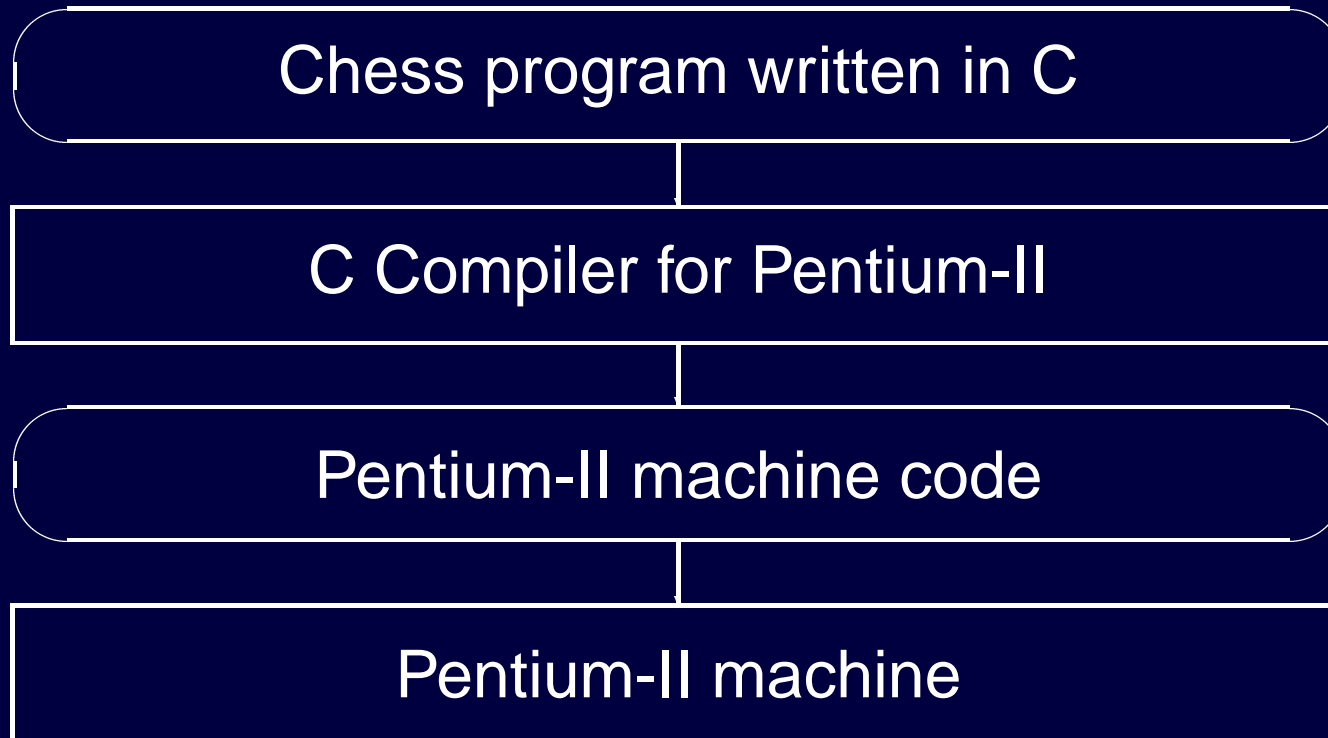 Chess program written in C
C Compiler for Pentium-II
Pentium-II machine code
Pentium-II machine